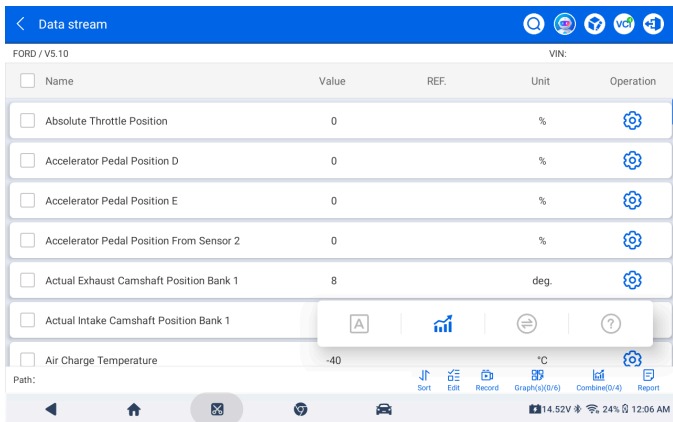 Data stream
VCI
FORD / V5.10 VIN:
Name Value REF. Unit Operation
Absolute Throttle Position 0 %
Accelerator Pedal Position D 0 %
Accelerator Pedal Position E 0 %
Accelerator Pedal Position From Sensor 2 0 %
Actual Exhaust Camshaft Position Bank 1 8 deg.
Actual Intake Camshaft Position Bank 1
A ?
Air Charge Temperature -40 °C
Path:
Sort Edit Record Graph(s)(0/6) Combine(0/4) Report
14.52V 24% 12:06 AM